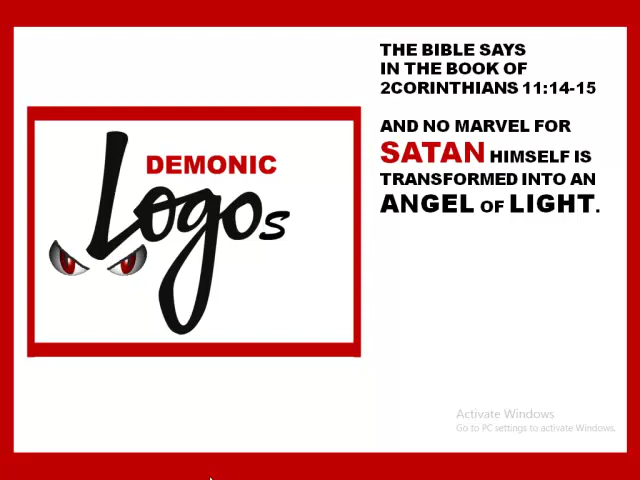 DEMONIC
Logos
THE BIBLE SAYS
IN THE BOOK OF
2CORINTHIANS 11:14-15
AND NO MARVEL FOR
SATAN HIMSELF IS
TRANSFORMED INTO AN
ANGEL OF LIGHT.
Activate Windows
Go to PC settings to activate Windows.